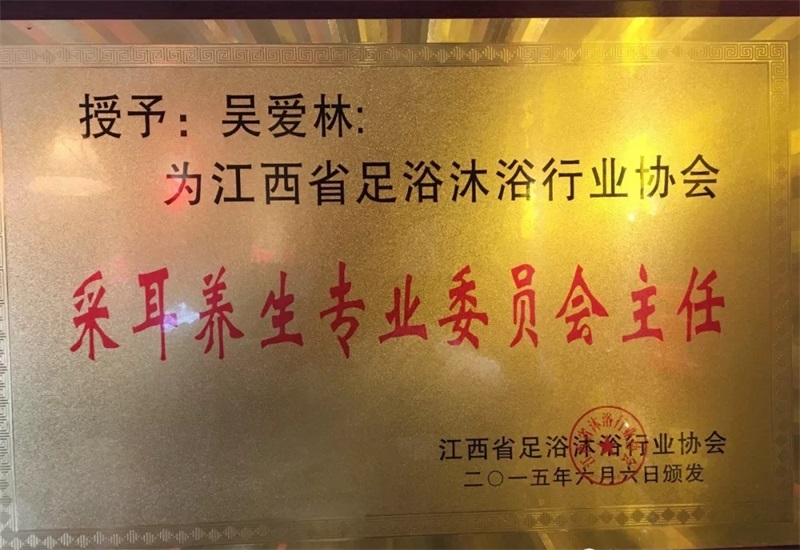 授予：吴爱林：
为江西省足浴沐浴行业协会
采耳养生专业委员会主任
江西省足浴沐浴行业协会
二〇一五年六月六日颁发